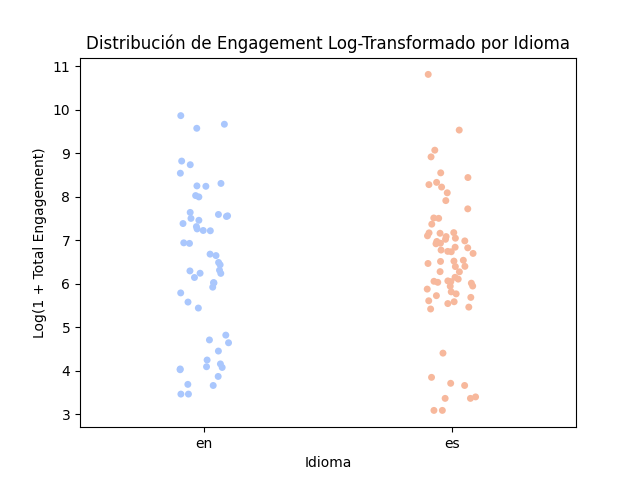 Distribución de Engagement Log-Transformado por Idioma
11
10
9
8
7
6
5
4
3
Log(1 + Total Engagement)
en
es
Idioma